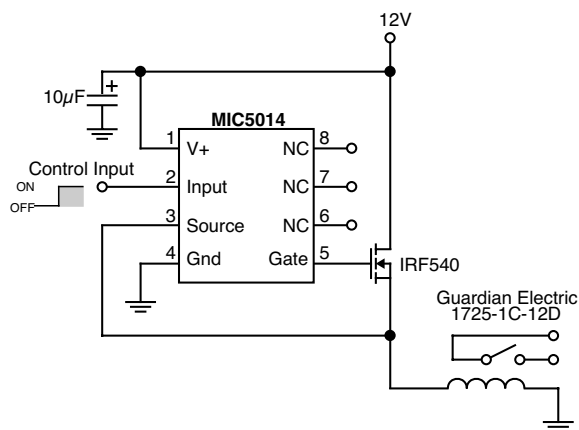 12V
10µF
+
MIC5014
1 V+ NC 8
Control Input
ON
OFF
2 Input NC 7
3 Source NC 6
4 Gnd Gate 5
IRF540
Guardian Electric
1725-1C-12D